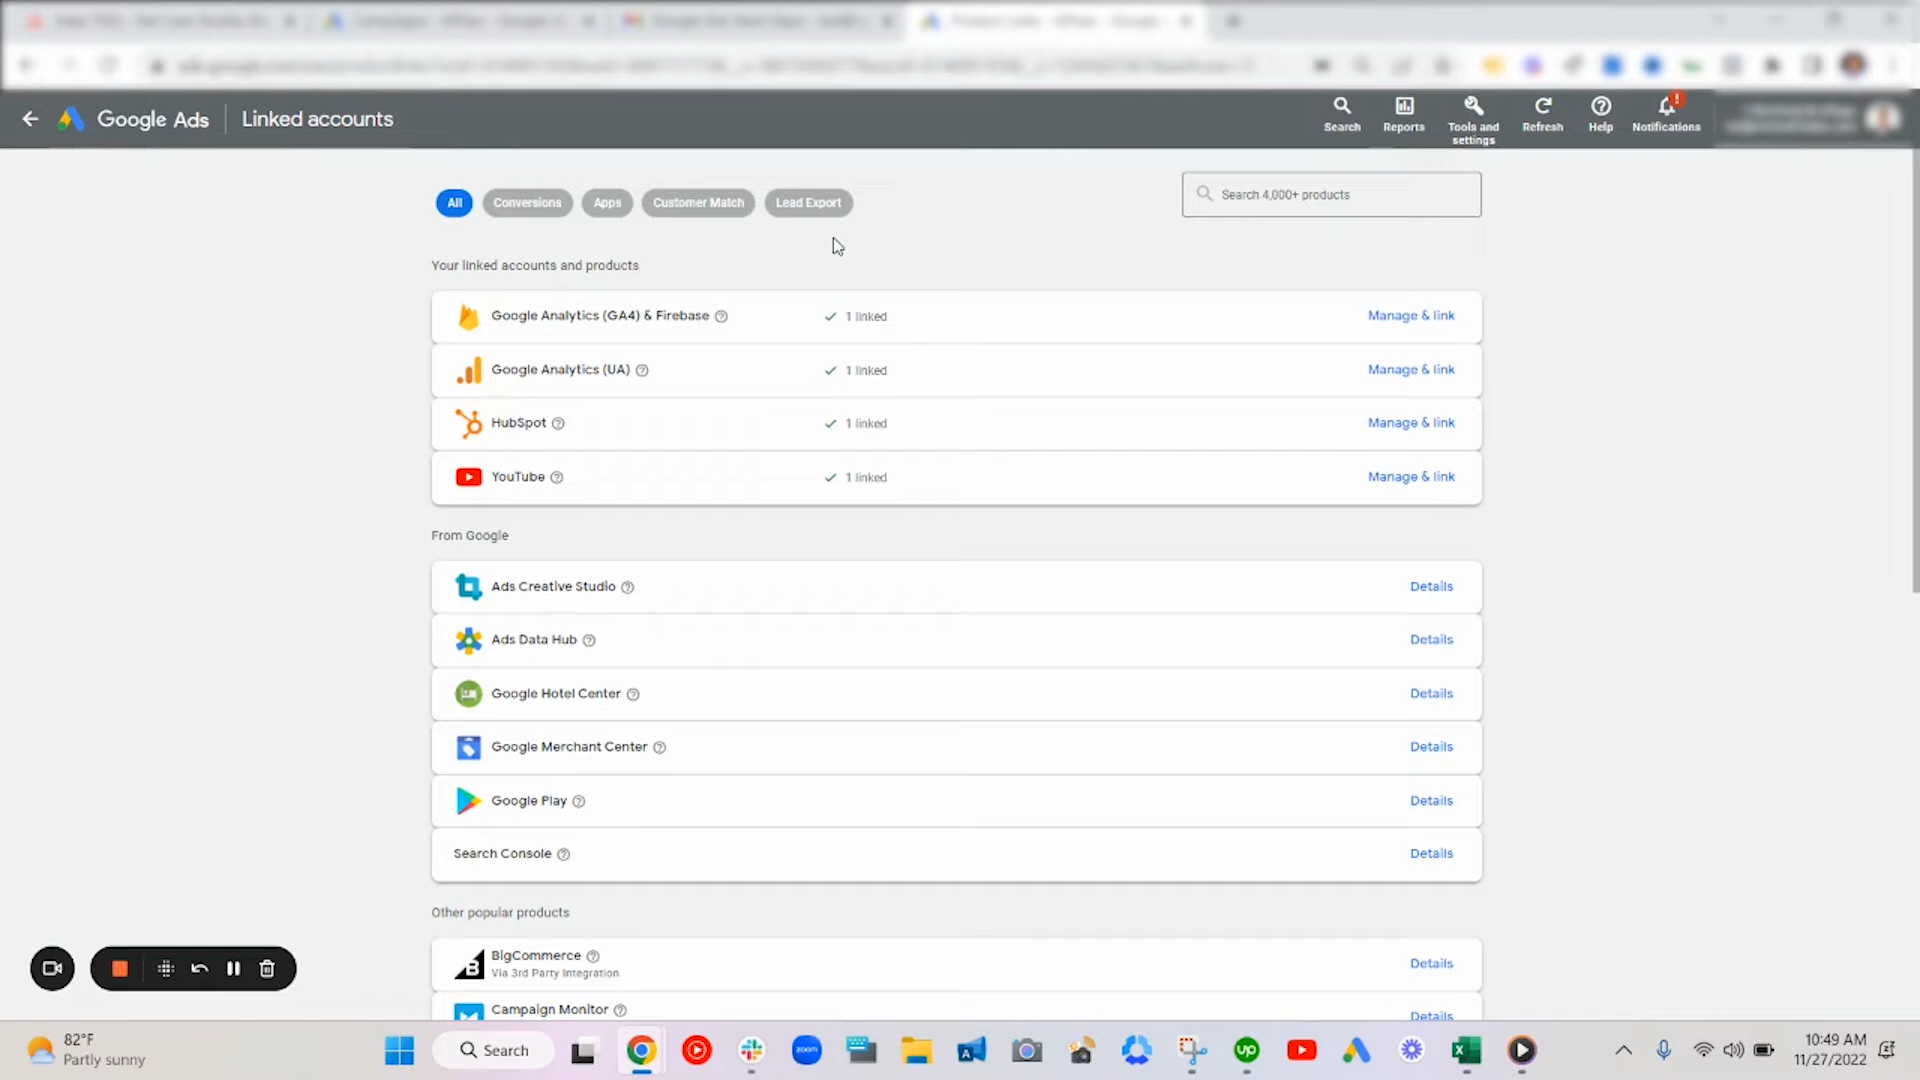 Google Ads
Linked accounts
Search
Reports
Tools and
settings
Refresh
Help
Notifications
All
Conversions
Apps
Customer Match
Lead Export
Search 4,000+ products
Your linked accounts and products
Google Analytics (GA4) & Firebase
1 linked
Manage & link
Google Analytics (UA)
1 linked
Manage & link
HubSpot
1 linked
Manage & link
YouTube
1 linked
Manage & link
From Google
Ads Creative Studio
Details
Ads Data Hub
Details
Google Hotel Center
Details
Google Merchant Center
Details
Google Play
Details
Search Console
Details
Other popular products
BigCommerce
Via 3rd Party Integration
Details
Campaign Monitor
Details
82°F
Partly sunny
Search
zoom
up
10:49 AM
11/27/2022